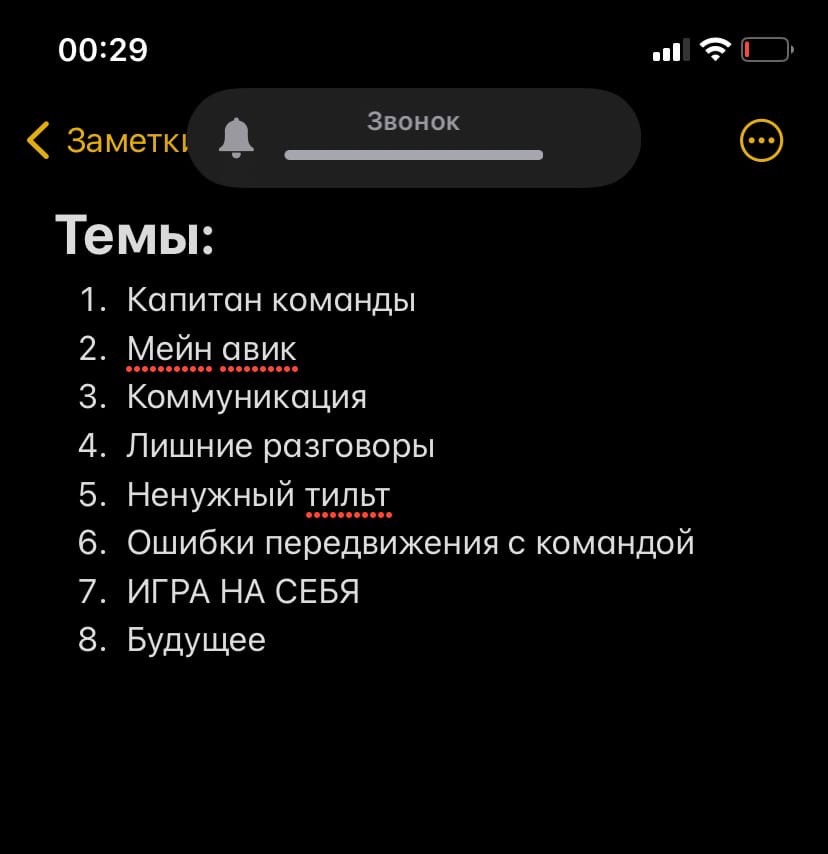 00:29
Заметки
Звонок
Темы:
1. Капитан команды
2. Мейн авик
3. Коммуникация
4. Лишние разговоры
5. Ненужный тильт
6. Ошибки передвижения с командой
7. ИГРА НА СЕБЯ
8. Будущее